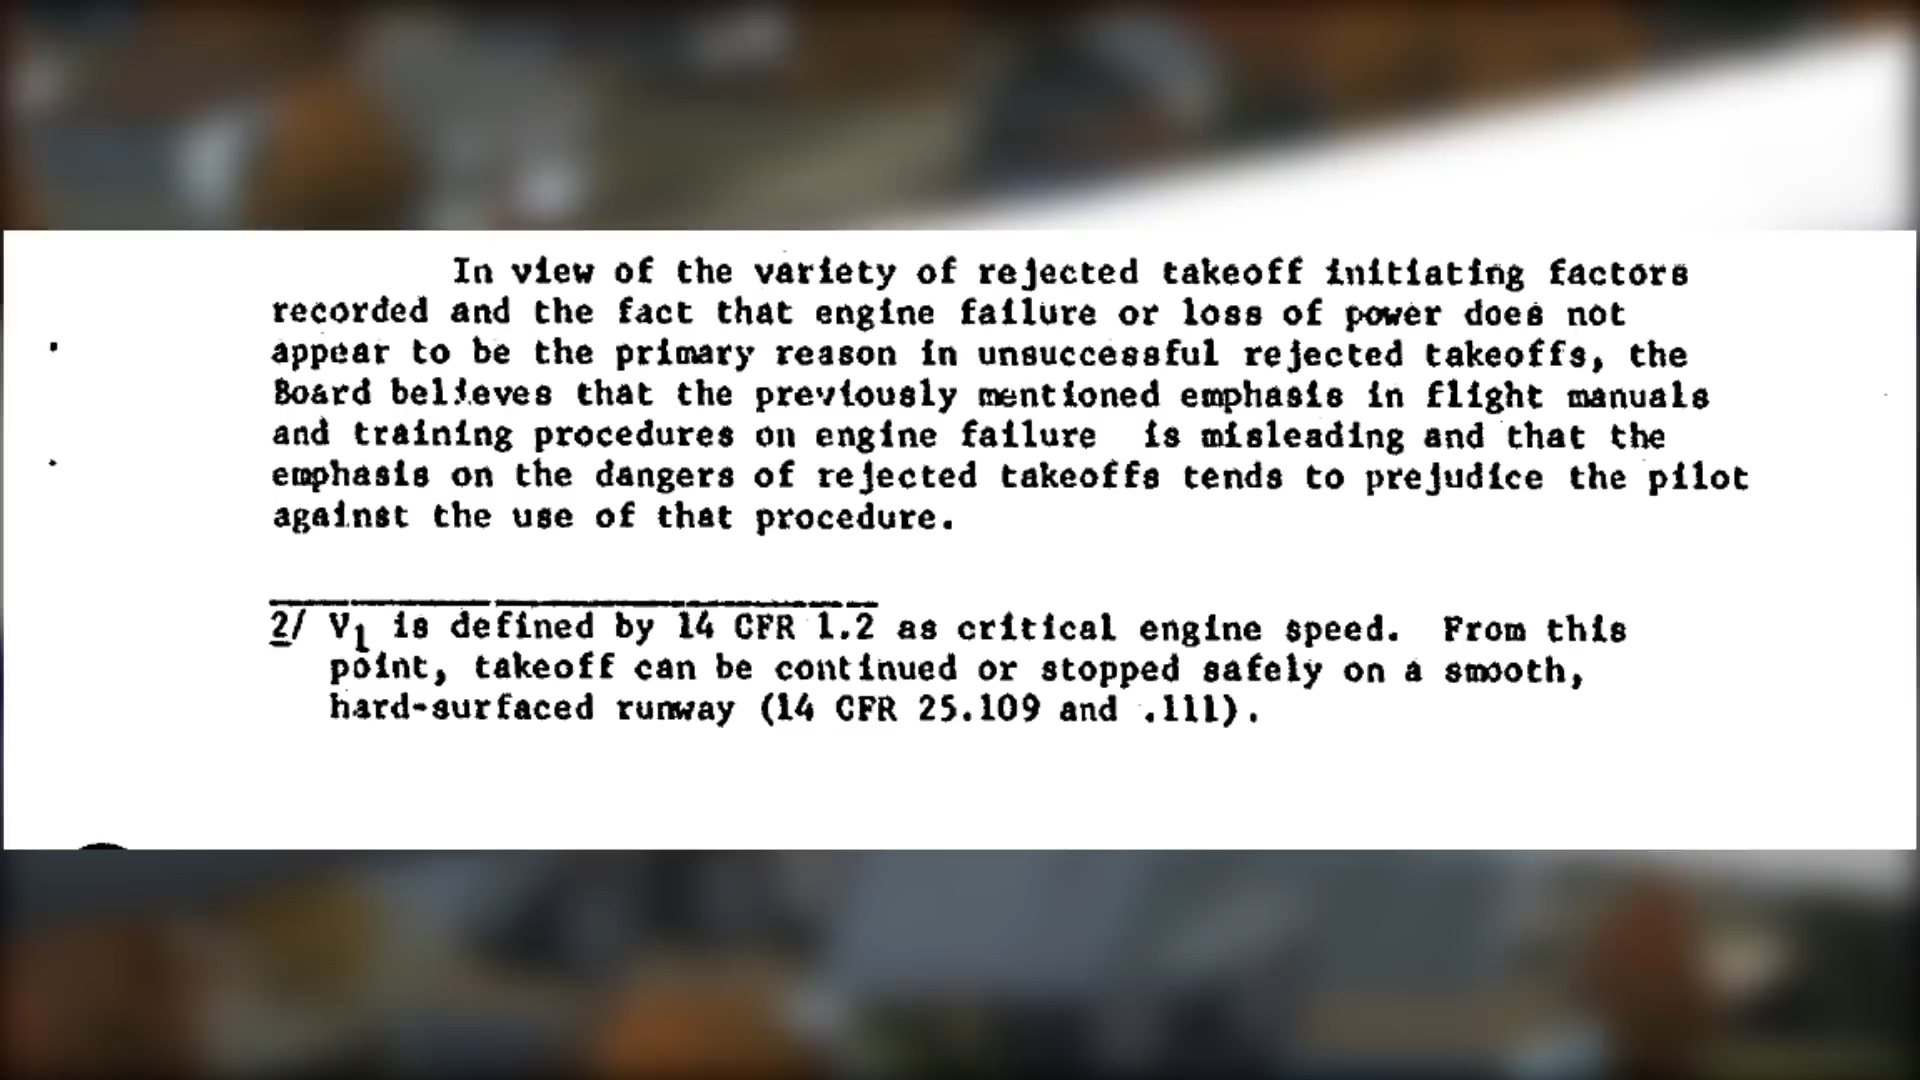 In view of the variety of rejected takeoff initiating factors
recorded and the fact that engine failure or loss of power does not
appear to be the primary reason in unsuccessful rejected takeoffs, the
Board believes that the previously mentioned emphasis in flight manuals
and training procedures on engine failure is misleading and that the
emphasis on the dangers of rejected takeoffs tends to prejudice the pilot
against the use of that procedure.
2/ V1 is defined by 14 CFR 1.2 as critical engine speed. From this
point, takeoff can be continued or stopped safely on a smooth,
hard-surfaced runway (14 CFR 25.109 and .111).